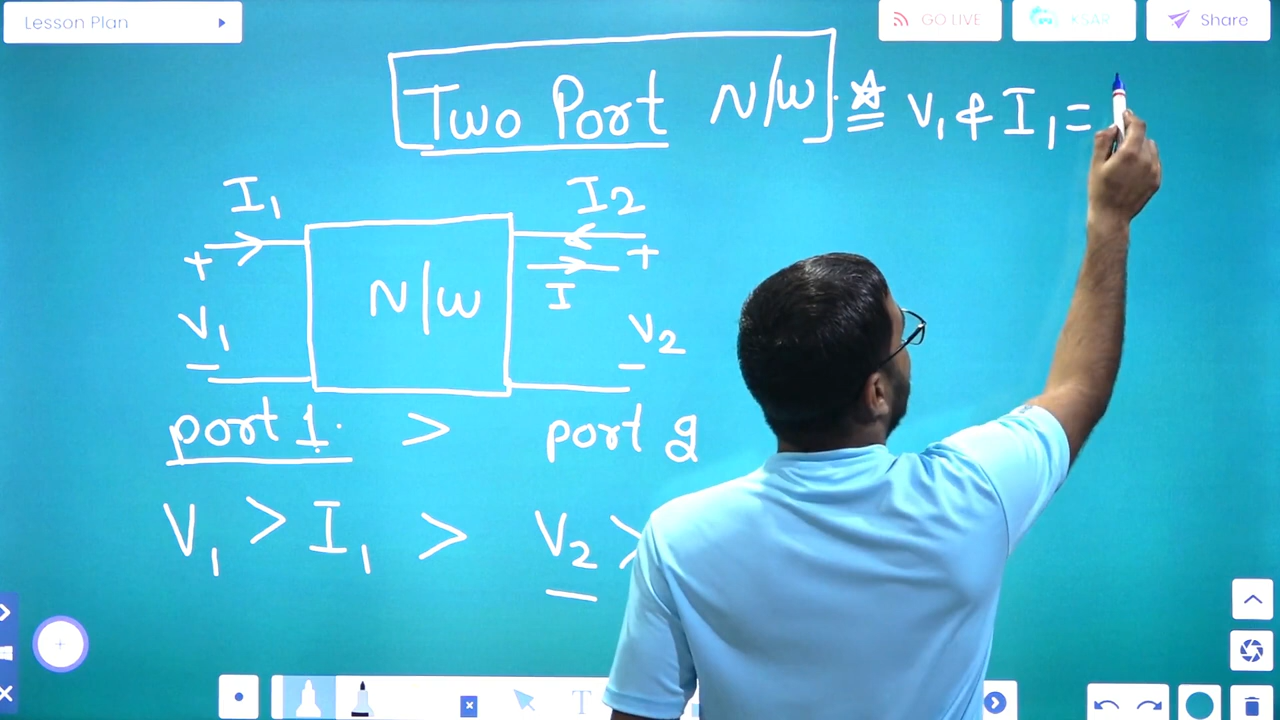 Lesson Plan
GO LIVE
KSAR
Share
Two Port N/W
V1 & I1 =
I1
I2
+
+
I
N/W
V1
V2
-
-
port 1. > port 2
V1 > I1 > V2 >
T